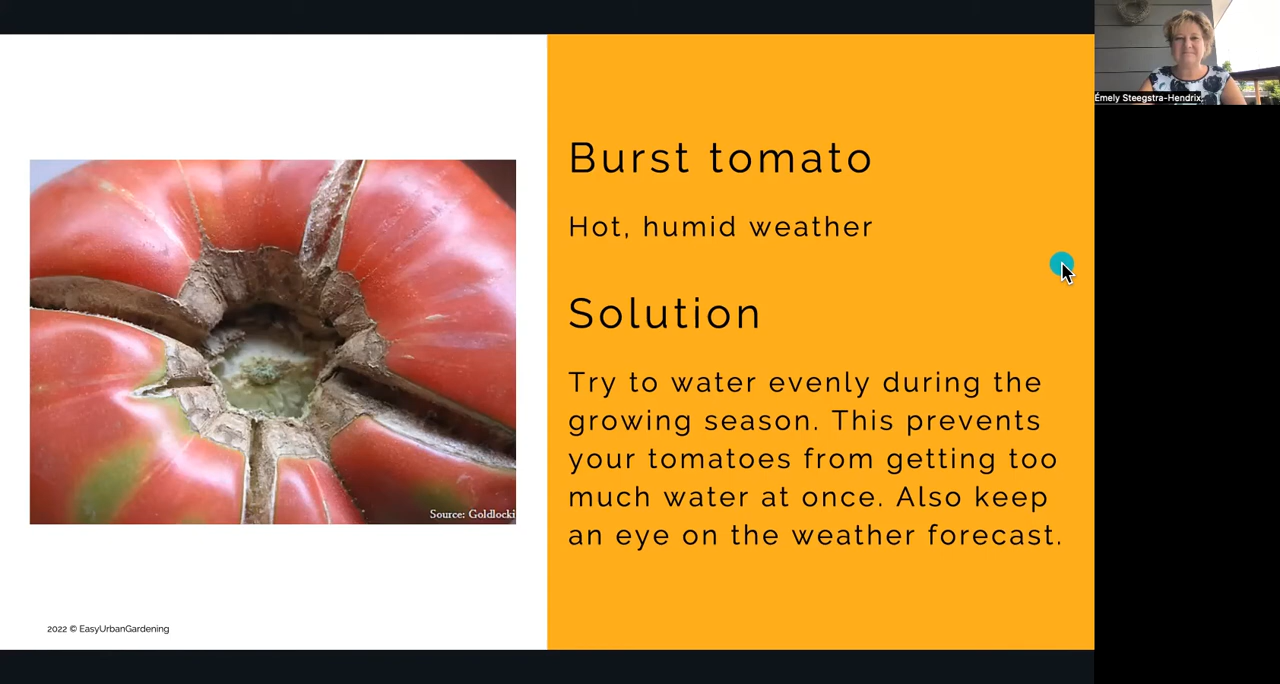 Émely Steegstra-Hendrix
Burst tomato
Hot, humid weather
Solution
Try to water evenly during the
growing season. This prevents
your tomatoes from getting too
much water at once. Also keep
an eye on the weather forecast.
Source: Goldlocki
2022 © EasyUrbanGardening